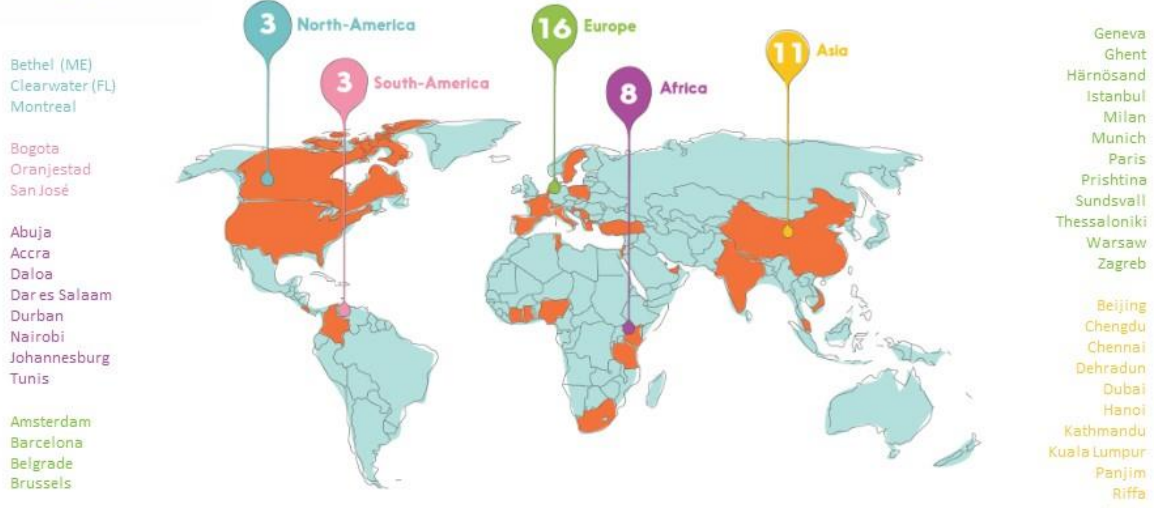 3 North-America
3 South-America
16 Europe
8 Africa
11 Asia
Bethel (ME)
Clearwater (FL)
Montreal
Bogota
Oranjestad
San José
Abuja
Accra
Daloa
Dar es Salaam
Durban
Nairobi
Johannesburg
Tunis
Amsterdam
Barcelona
Belgrade
Brussels
Geneva
Ghent
Härnösand
Istanbul
Milan
Munich
Paris
Prishtina
Sundsvall
Thessaloniki
Warsaw
Zagreb
Beijing
Chengdu
Chennai
Dehradun
Dubai
Hanoi
Kathmandu
Kuala Lumpur
Panjim
Riffa